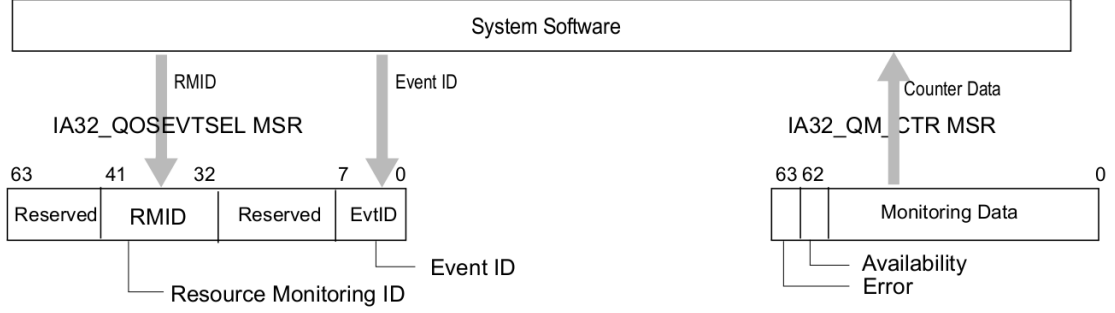 System Software
RMID
Event ID
Counter Data
IA32_QOSEVTSEL MSR
IA32_QM_CTR MSR
63 41 32 7 0
63 62 0
Reserved RMID Reserved EvtID
Monitoring Data
Event ID
Resource Monitoring ID
Availability
Error